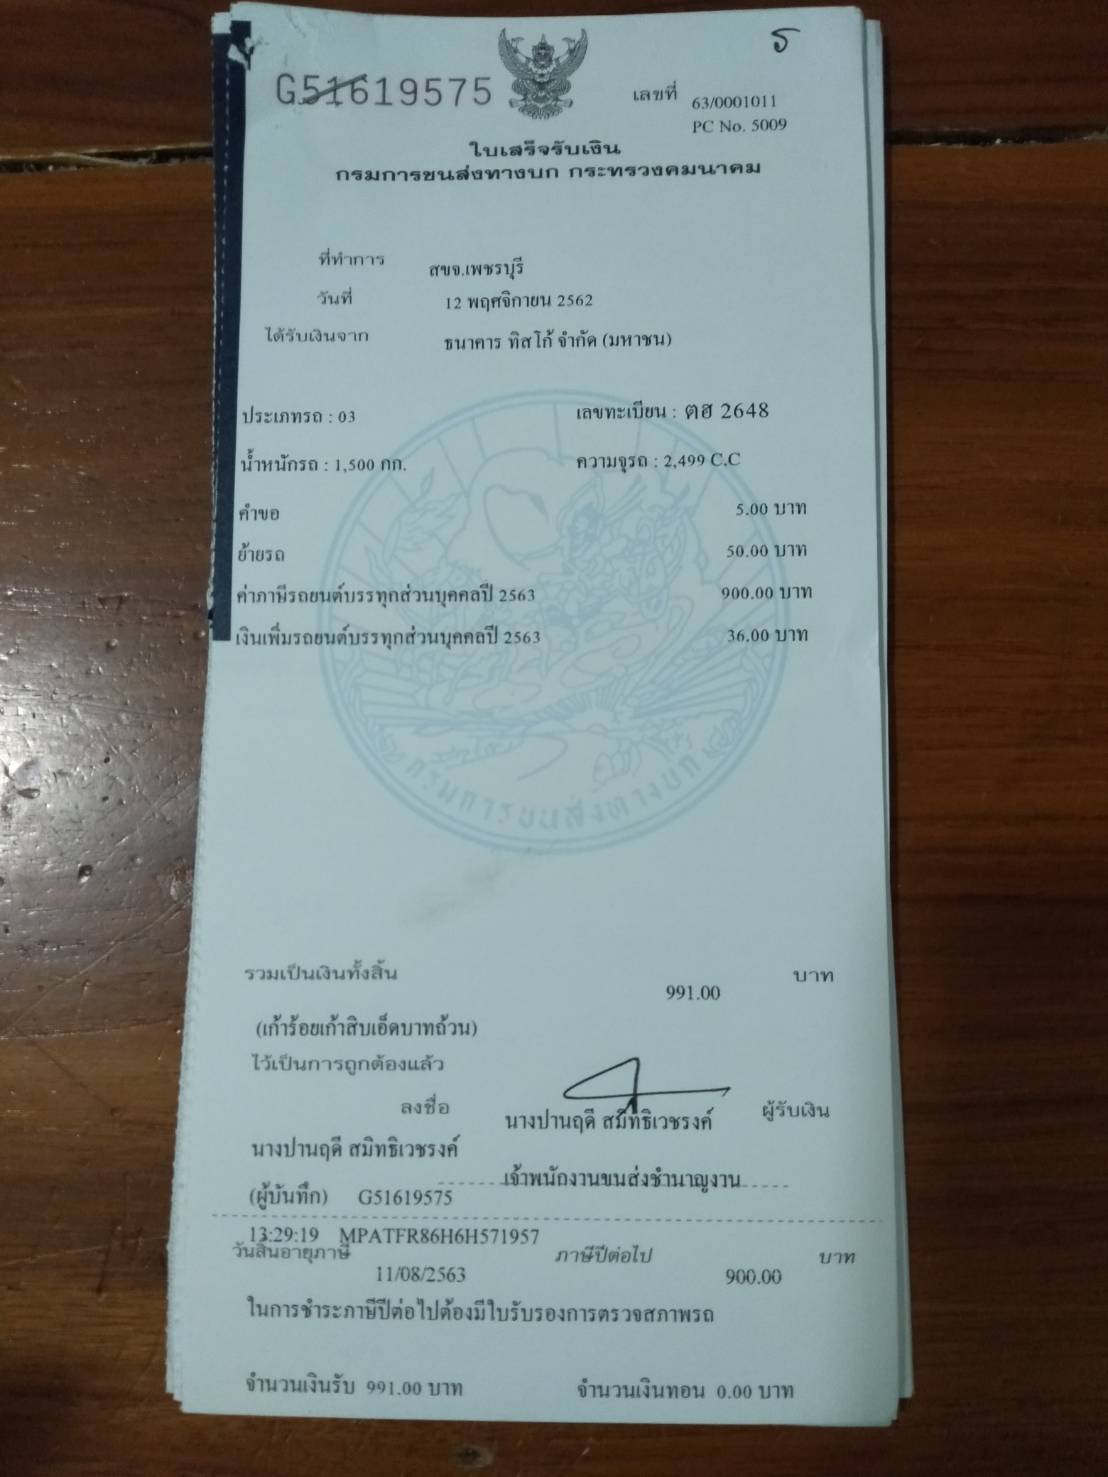 ร
G51619575
เลขที่ 63/0001011
PC No. 5009
ใบเสร็จรับเงิน
กรมการขนส่งทางบก กระทรวงคมนาคม
ที่ทำการ สขจ.เพชรบุรี
วันที่ 12 พฤศจิกายน 2562
ได้รับเงินจาก ธนาคาร ทิสโก้ จำกัด (มหาชน)
ประเภทรถ : 03 เลขทะเบียน : ตฮ 2648
น้ำหนักรถ : 1,500 กก. ความจุรถ : 2,499 C.C
คำขอ 5.00 บาท
ย้ายรถ 50.00 บาท
ค่าภาษีรถยนต์บรรทุกส่วนบุคคลปี 2563 900.00 บาท
เงินเพิ่มรถยนต์บรรทุกส่วนบุคคลปี 2563 36.00 บาท
กรมการขนส่งทางบก
รวมเป็นเงินทั้งสิ้น 991.00 บาท
(เก้าร้อยเก้าสิบเอ็ดบาทถ้วน)
ไว้เป็นการถูกต้องแล้ว
ลงชื่อ นางปานฤดี สมิทธิเวชรงค์ ผู้รับเงิน
นางปานฤดี สมิทธิเวชรงค์
เจ้าพนักงานขนส่งชำนาญงาน
(ผู้บันทึก) G51619575
13:29:19 MPATFR86H6H571957
วันสิ้นอายุภาษี 11/08/2563 ภาษีปีต่อไป 900.00 บาท
ในการชำระภาษีปีต่อไปต้องมีใบรับรองการตรวจสภาพรถ
จำนวนเงินรับ 991.00 บาท จำนวนเงินทอน 0.00 บาท